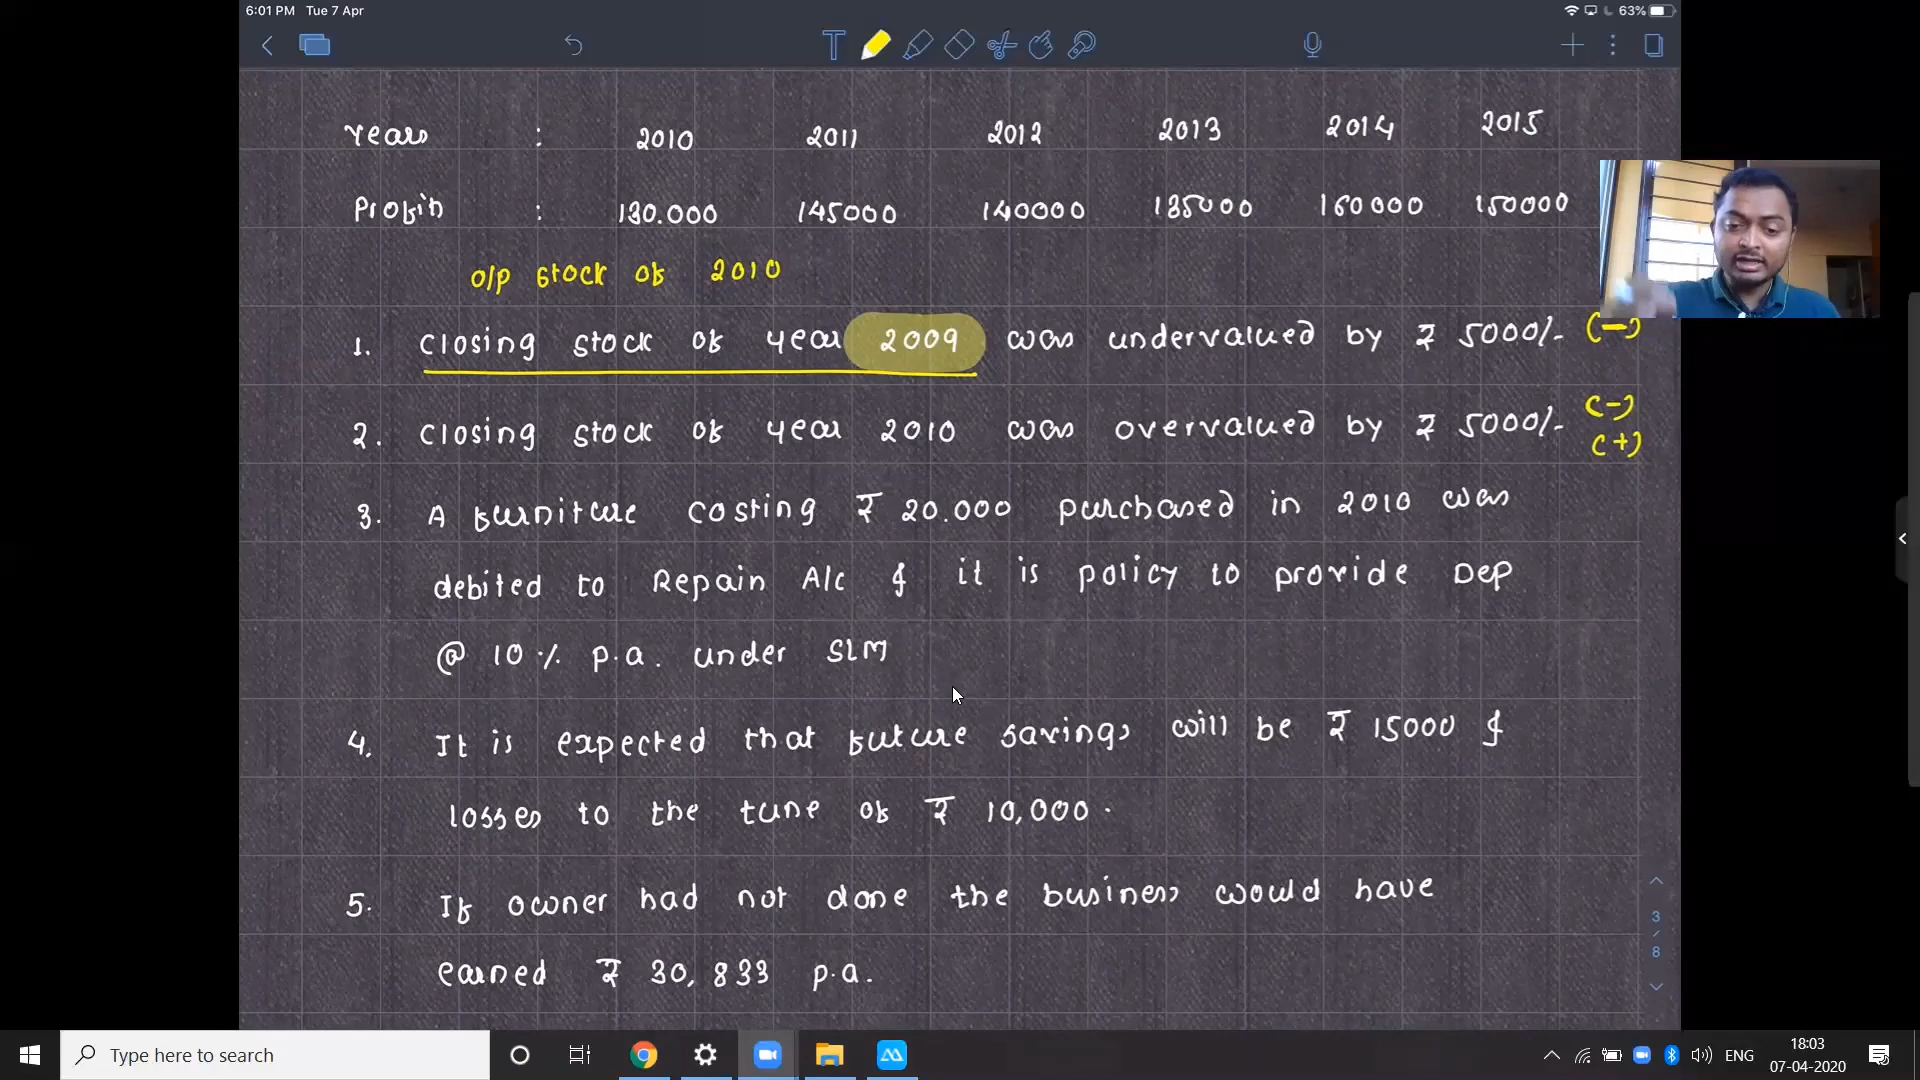 6:01 PM Tue 7 Apr
63%
Years : 2010 2011 2012 2013 2014 2015
Profits : 130.000 145000 140000 135000 160000 150000
O/P Stock of 2010
1. Closing stock of year 2009 was undervalued by ₹ 5000/- (-)
2. Closing stock of year 2010 was overvalued by ₹ 5000/- (-)
(+)
3. A furniture costing ₹ 20.000 purchased in 2010 was
debited to Repairs A/c & it is policy to provide Dep
@ 10 % p.a. under SLM
4. It is expected that future savings will be ₹ 15000 &
losses to the tune of ₹ 10,000.
5. If owner had not done the business would have
earned ₹ 30,833 p.a.
3
/
8
Type here to search
ENG
18:03
07-04-2020